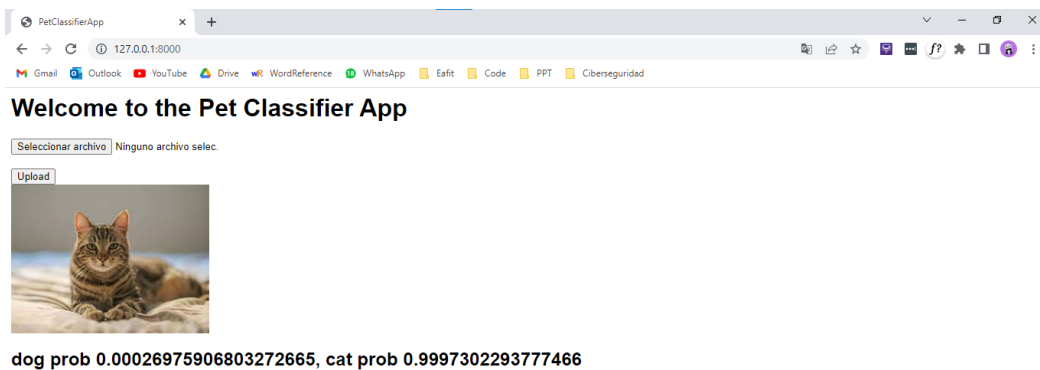 PetClassifierApp
127.0.0.1:8000
Gmail Outlook YouTube Drive WordReference WhatsApp Eafit Code PPT Ciberseguridad
Welcome to the Pet Classifier App
Seleccionar archivo Ninguno archivo selec.
Upload
dog prob 0.00026975906803272665, cat prob 0.9997302293777466